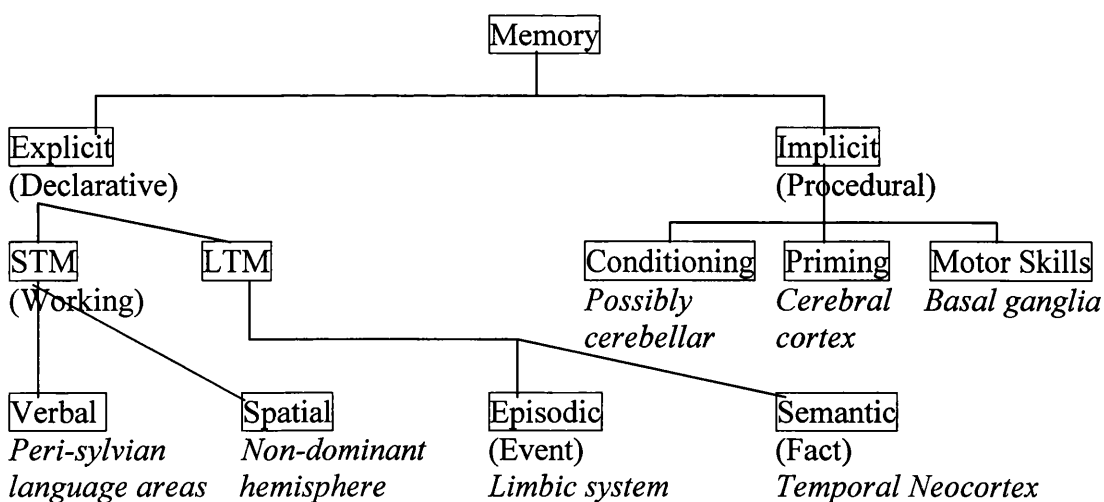 Memory
Explicit
(Declarative)
Implicit
(Procedural)
STM
(Working)
LTM
Conditioning
Possibly
cerebellar
Priming
Cerebral
cortex
Motor Skills
Basal ganglia
Verbal
Peri-sylvian
language areas
Spatial
Non-dominant
hemisphere
Episodic
(Event)
Limbic system
Semantic
(Fact)
Temporal Neocortex